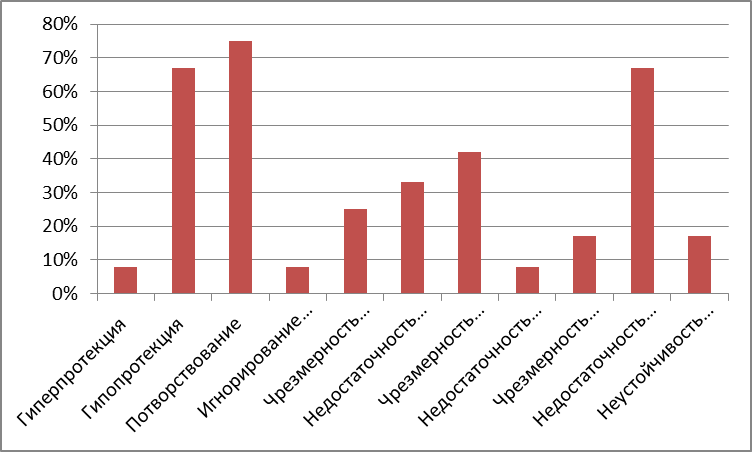 80%
70%
60%
50%
40%
30%
20%
10%
0%
Гиперпротекция
Гипопротекция
Потворствование
Игнорирование...
Чрезмерность...
Недостаточность...
Чрезмерность...
Недостаточность...
Чрезмерность...
Недостаточность...
Неустойчивость...